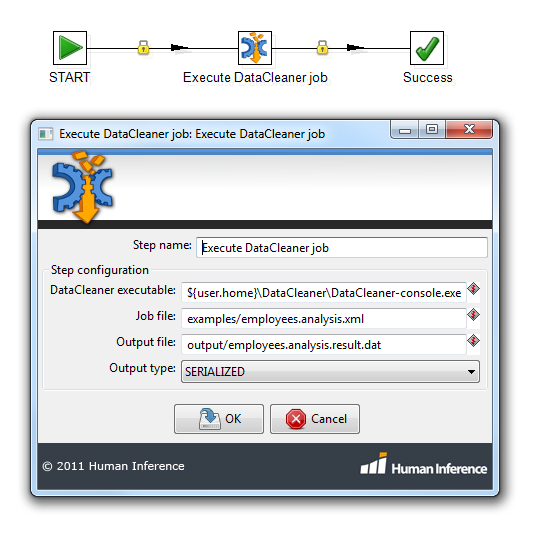 START Execute DataCleaner job Success
Execute DataCleaner job: Execute DataCleaner job
Step name: Execute DataCleaner job
Step configuration
DataCleaner executable: ${user.home}\DataCleaner\DataCleaner-console.exe
Job file: examples/employees.analysis.xml
Output file: output/employees.analysis.result.dat
Output type: SERIALIZED
OK Cancel
© 2011 Human Inference Human Inference